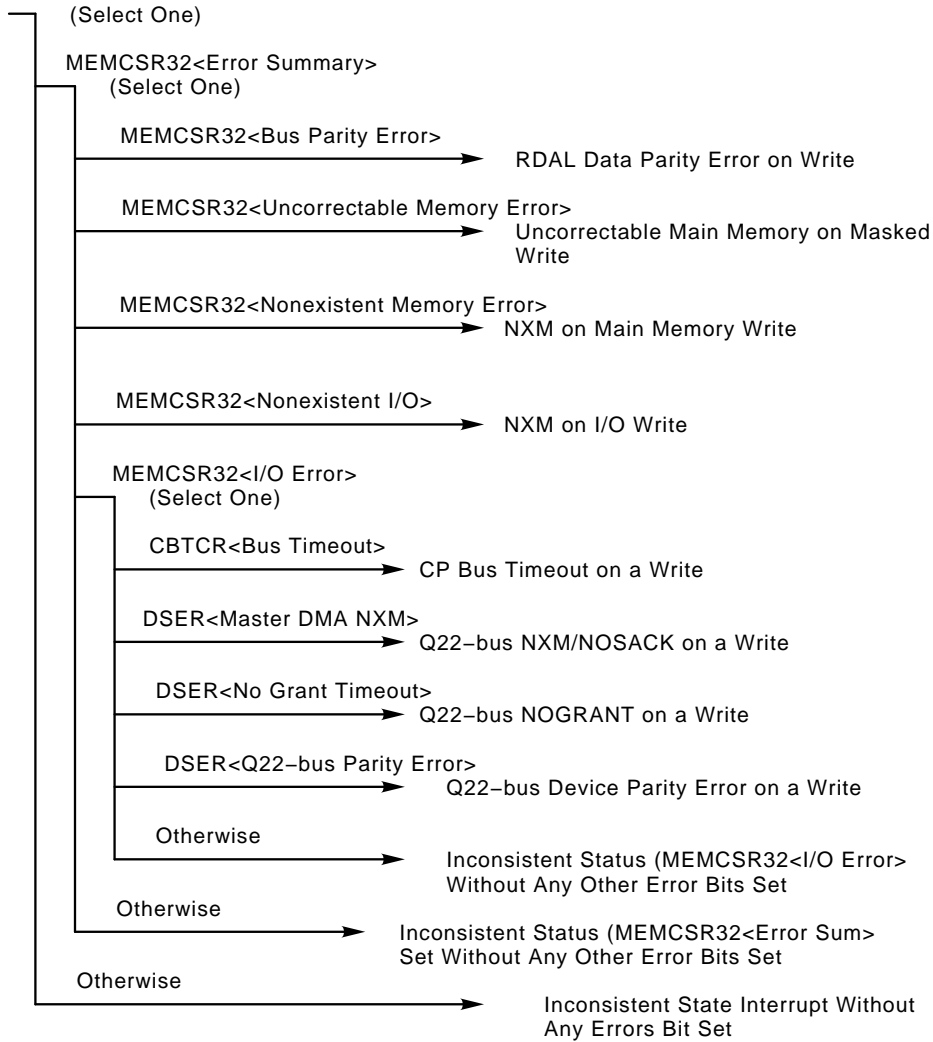 (Select One)
MEMCSR32<Error Summary>
(Select One)
MEMCSR32<Bus Parity Error>
RDAL Data Parity Error on Write
MEMCSR32<Uncorrectable Memory Error>
Uncorrectable Main Memory on Masked
Write
MEMCSR32<Nonexistent Memory Error>
NXM on Main Memory Write
MEMCSR32<Nonexistent I/O>
NXM on I/O Write
MEMCSR32<I/O Error>
(Select One)
CBTCR<Bus Timeout>
CP Bus Timeout on a Write
DSER<Master DMA NXM>
Q22−bus NXM/NOSACK on a Write
DSER<No Grant Timeout>
Q22−bus NOGRANT on a Write
DSER<Q22−bus Parity Error>
Q22−bus Device Parity Error on a Write
Otherwise
Inconsistent Status (MEMCSR32<I/O Error>
Without Any Other Error Bits Set
Otherwise
Inconsistent Status (MEMCSR32<Error Sum>
Set Without Any Other Error Bits Set
Otherwise
Inconsistent State Interrupt Without
Any Errors Bit Set